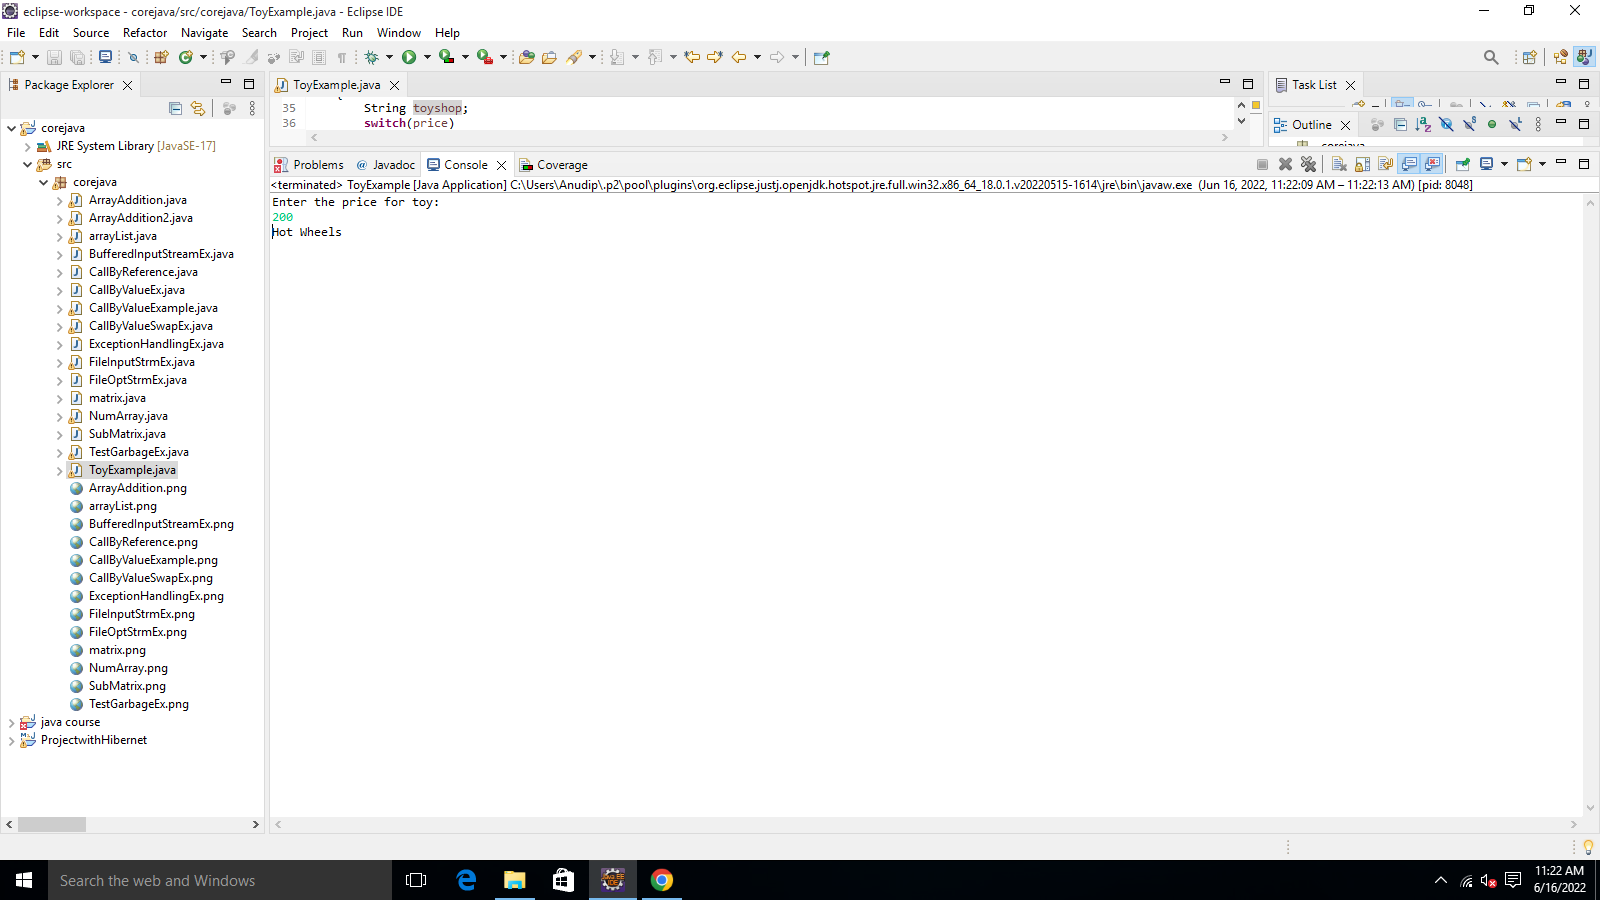 eclipse-workspace - corejava/src/corejava/ToyExample.java - Eclipse IDE
File Edit Source Refactor Navigate Search Project Run Window Help
Package Explorer
ToyExample.java
Task List
35 String toyshop;
36 switch(price)
Outline
corejava
JRE System Library [JavaSE-17]
src
corejava
ArrayAddition.java
ArrayAddition2.java
arrayList.java
BufferedInputStreamEx.java
CallByReference.java
CallByValueEx.java
CallByValueExample.java
CallByValueSwapEx.java
ExceptionHandlingEx.java
FileInputStrmEx.java
FileOptStrmEx.java
matrix.java
NumArray.java
SubMatrix.java
TestGarbageEx.java
ToyExample.java
ArrayAddition.png
arrayList.png
BufferedInputStreamEx.png
CallByReference.png
CallByValueExample.png
CallByValueSwapEx.png
ExceptionHandlingEx.png
FileInputStrmEx.png
FileOptStrmEx.png
matrix.png
NumArray.png
SubMatrix.png
TestGarbageEx.png
java course
ProjectwithHibernet
Problems @ Javadoc Console Coverage
<terminated> ToyExample [Java Application] C:\Users\Anudip\.p2\pool\plugins\org.eclipse.justj.openjdk.hotspot.jre.full.win32.x86_64_18.0.1.v20220515-1614\jre\bin\javaw.exe (Jun 16, 2022, 11:22:09 AM – 11:22:13 AM) [pid: 8048]
Enter the price for toy:
200
Hot Wheels
Search the web and Windows
11:22 AM
6/16/2022